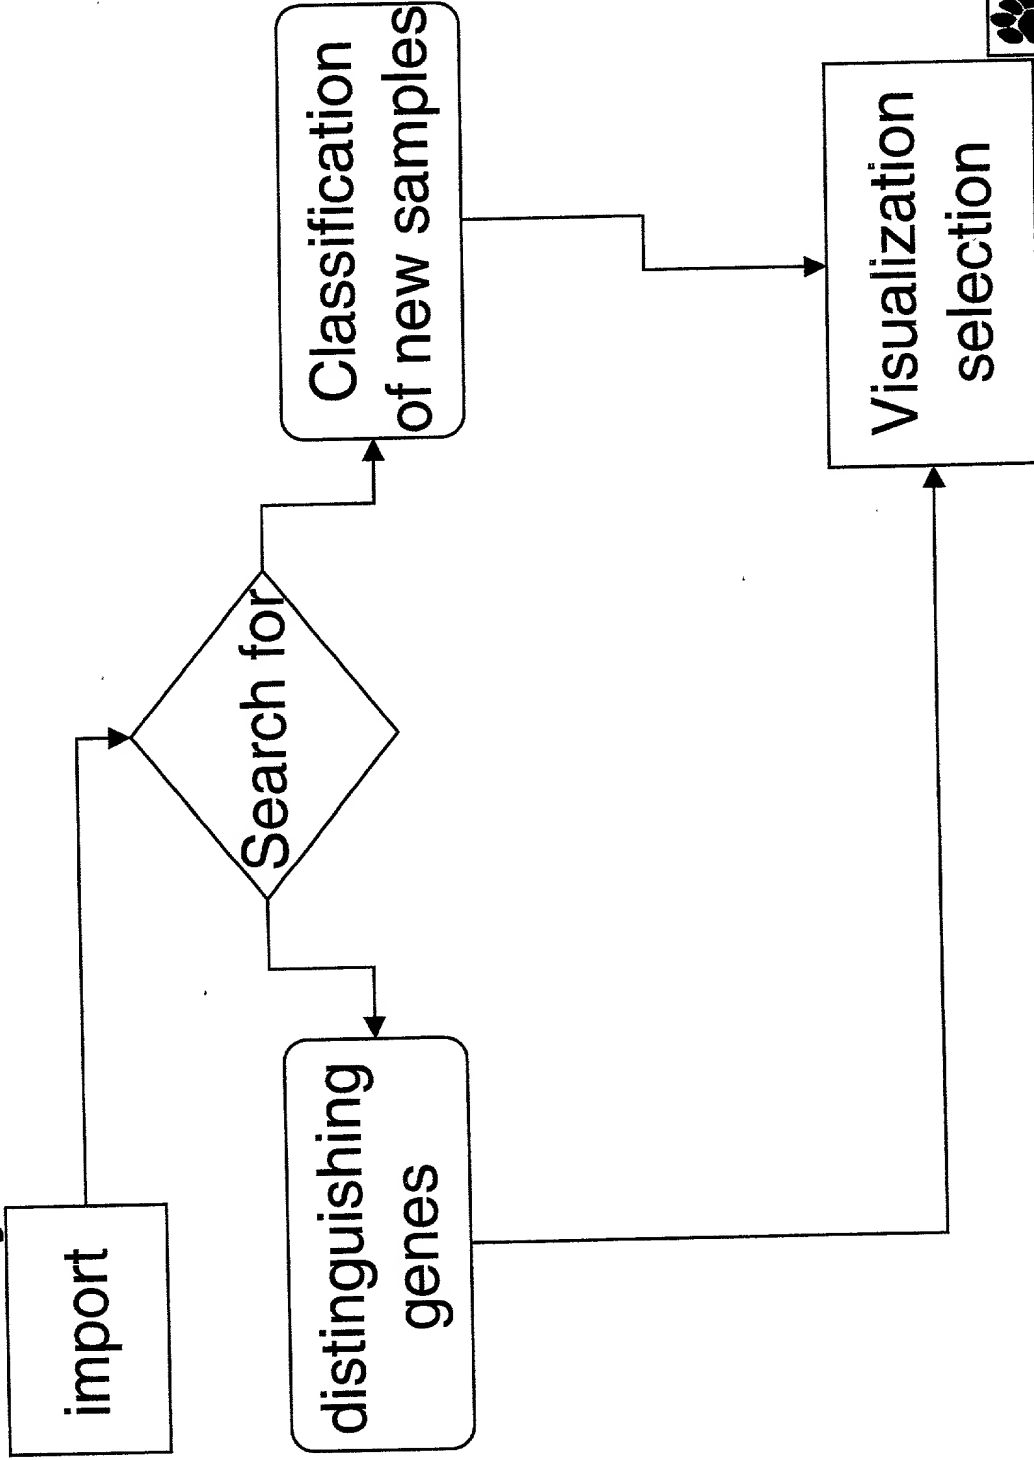 import
Search for
distinguishing
genes
Classification
of new samples
Visualization
selection